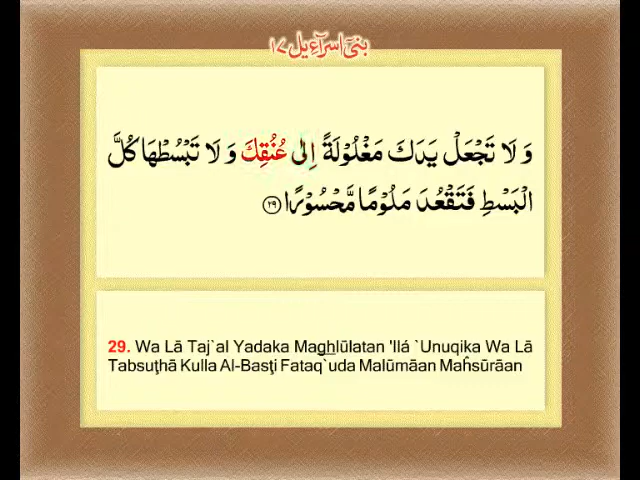 بنیٓ اسرآءیل ١٧
وَ لَا تَجْعَلْ يَدَكَ مَغْلُوْلَةً اِلٰى عُنُقِكَ وَ لَا تَبْسُطْهَا كُلَّ
الْبَسْطِ فَتَقْعُدَ مَلُوْمًا مَّحْسُوْرًا ٢٩
29. Wa Lā Taj`al Yadaka Maghlūlatan 'Ilá `Unuqika Wa Lā
Tabsuţhā Kulla Al-Basţi Fataq`uda Malūmāan Maĥsūrāan